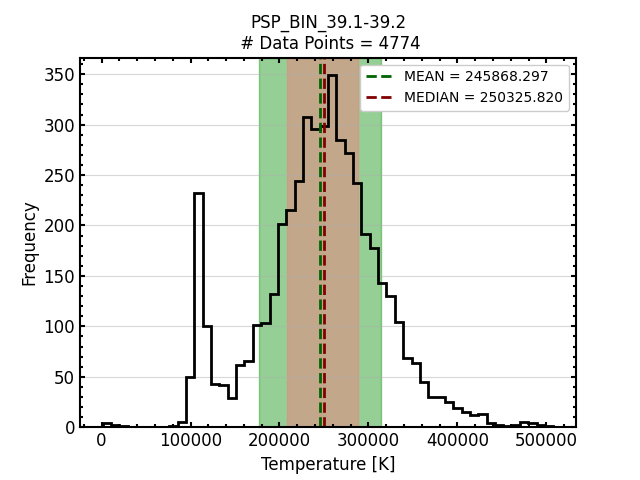 PSP_BIN_39.1-39.2
# Data Points = 4774
MEAN = 245868.297
MEDIAN = 250325.820
350
300
250
200
150
100
50
0
Frequency
0 100000 200000 300000 400000 500000
Temperature [K]